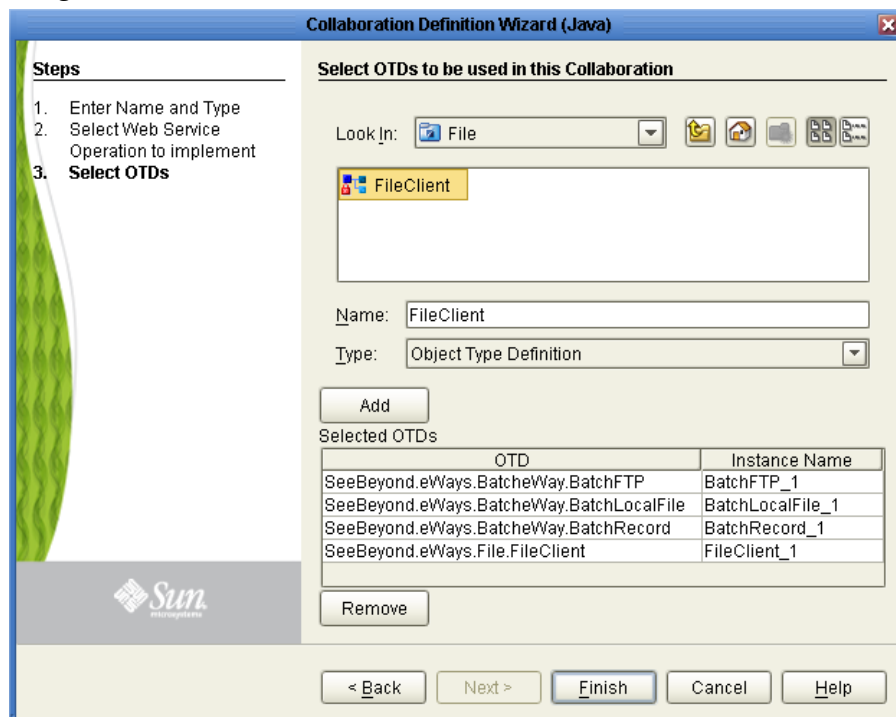 Collaboration Definition Wizard (Java)
Steps
1. Enter Name and Type
2. Select Web Service
Operation to implement
3. Select OTDs
Select OTDs to be used in this Collaboration
Look In: File
FileClient
Name: FileClient
Type: Object Type Definition
Add
Selected OTDs
OTD Instance Name
SeeBeyond.eWays.BatcheWay.BatchFTP BatchFTP_1
SeeBeyond.eWays.BatcheWay.BatchLocalFile BatchLocalFile_1
SeeBeyond.eWays.BatcheWay.BatchRecord BatchRecord_1
SeeBeyond.eWays.File.FileClient FileClient_1
Remove
Sun
microsystems
< Back Next > Finish Cancel Help